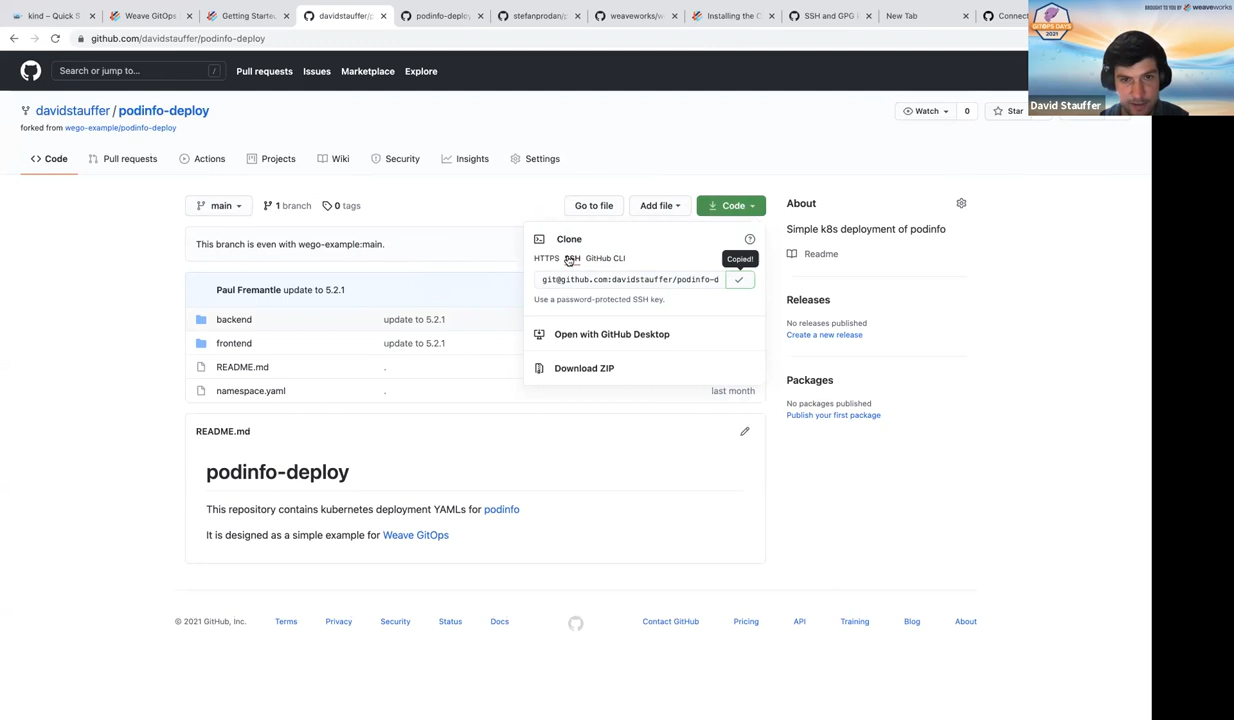 kind – Quick S
Weave GitOps
Getting Starte
davidstauffer/p
podinfo-deploy
stefanprodan/p
weaveworks/w
Installing the C
SSH and GPG
New Tab
Connect
github.com/davidstauffer/podinfo-deploy
BROUGHT TO YOU BY weaveworks
GITOPS DAYS
2021
David Stauffer
Search or jump to...
/
Pull requests
Issues
Marketplace
Explore
davidstauffer / podinfo-deploy
forked from wego-example/podinfo-deploy
Watch
0
Star
Code
Pull requests
Actions
Projects
Wiki
Security
Insights
Settings
main
1 branch
0 tags
Go to file
Add file
Code
This branch is even with wego-example:main.
Clone
HTTPS SSH GitHub CLI
Copied!
git@github.com:davidstauffer/podinfo-d
Use a password-protected SSH key.
Open with GitHub Desktop
Download ZIP
Paul Fremantle update to 5.2.1
backend update to 5.2.1
frontend update to 5.2.1
README.md .
namespace.yaml . last month
README.md
podinfo-deploy
This repository contains kubernetes deployment YAMLs for podinfo
It is designed as a simple example for Weave GitOps
About
Simple k8s deployment of podinfo
Readme
Releases
No releases published
Create a new release
Packages
No packages published
Publish your first package
© 2021 GitHub, Inc.
Terms
Privacy
Security
Status
Docs
Contact GitHub
Pricing
API
Training
Blog
About